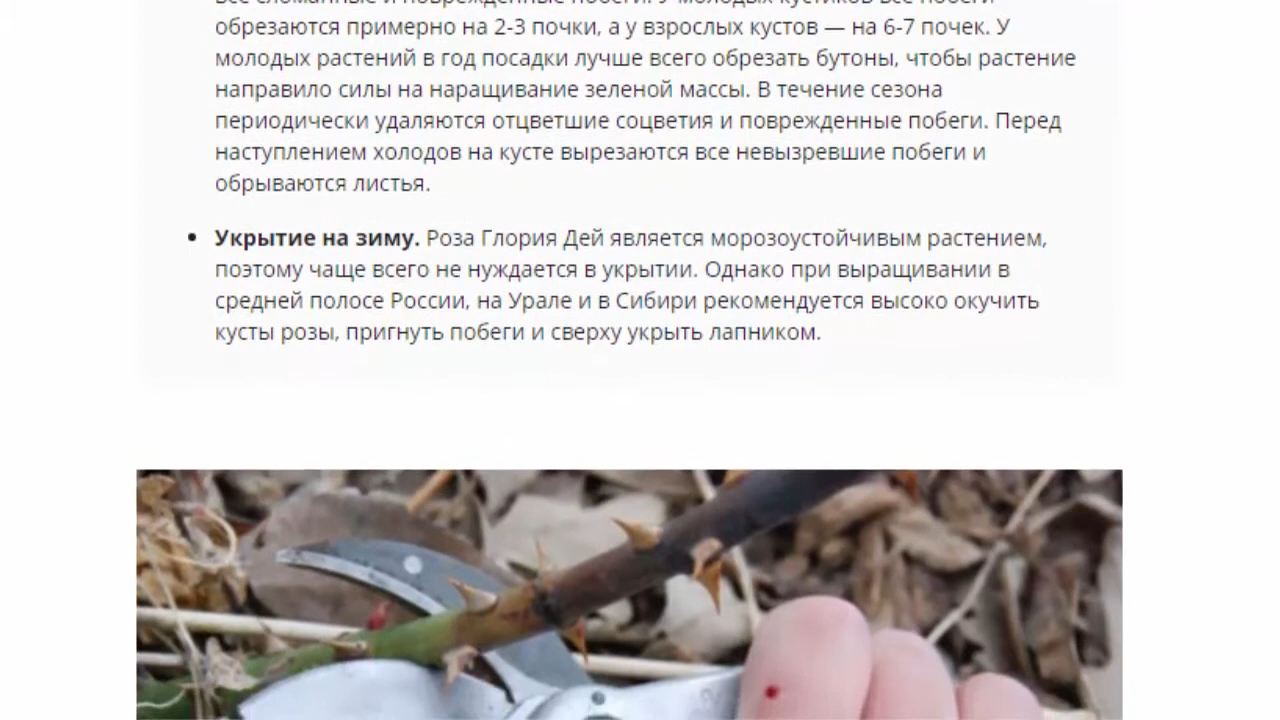 обрезаются примерно на 2-3 почки, а у взрослых кустов — на 6-7 почек. У
молодых растений в год посадки лучше всего обрезать бутоны, чтобы растение
направило силы на наращивание зеленой массы. В течение сезона
периодически удаляются отцветшие соцветия и поврежденные побеги. Перед
наступлением холодов на кусте вырезаются все невызревшие побеги и
обрываются листья.
• Укрытие на зиму. Роза Глория Дей является морозоустойчивым растением,
поэтому чаще всего не нуждается в укрытии. Однако при выращивании в
средней полосе России, на Урале и в Сибири рекомендуется высоко окучить
кусты розы, пригнуть побеги и сверху укрыть лапником.